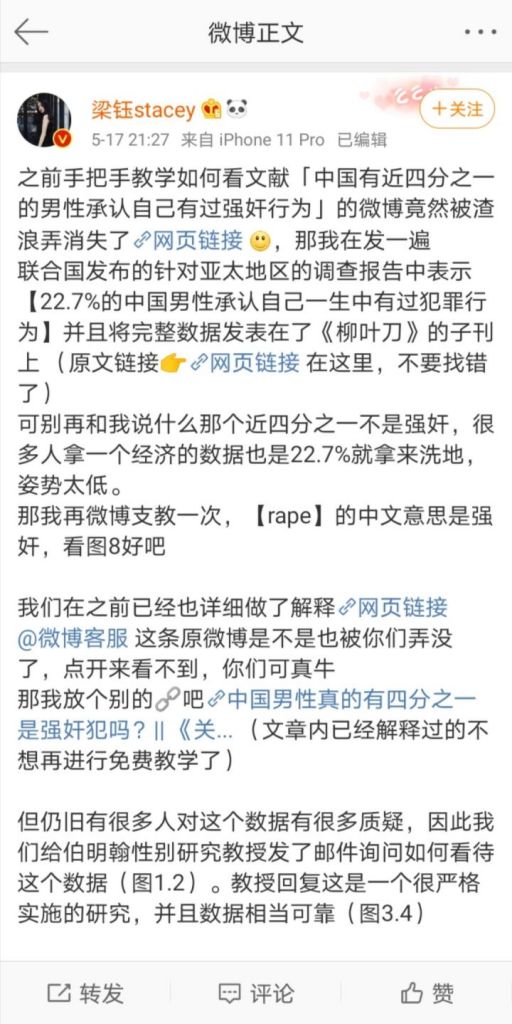 微博正文
梁钰stacey
+关注
5-17 21:27 来自 iPhone 11 Pro 已编辑
之前手把手教学如何看文献「中国有近四分之一
的男性承认自己有过强奸行为」的微博竟然被渣
浪弄消失了网页链接，那我在发一遍
联合国发布的针对亚太地区的调查报告中表示
【22.7%的中国男性承认自己一生中有过犯罪行
为】并且将完整数据发表在了《柳叶刀》的子刊
上（原文链接👉网页链接 在这里，不要找错
了）
可别再和我说什么那个近四分之一不是强奸，很
多人拿一个经济的数据也是22.7%就拿来洗地，
姿势太低。
那我再微博支教一次，【rape】的中文意思是强
奸，看图8好吧
我们在之前已经也详细做了解释网页链接
@微博客服 这条原微博是不是也被你们弄没
了，点开来看不到，你们可真牛
那我放个别的🔗吧中国男性真的有四分之一
是强奸犯吗？||《关...（文章内已经解释过的不
想再进行免费教学了）
但仍旧有很多人对这个数据有很多质疑，因此我
们给伯明翰性别研究教授发了邮件询问如何看待
这个数据（图1.2）。教授回复这是一个很严格
实施的研究，并且数据相当可靠（图3.4）
转发
评论
赞